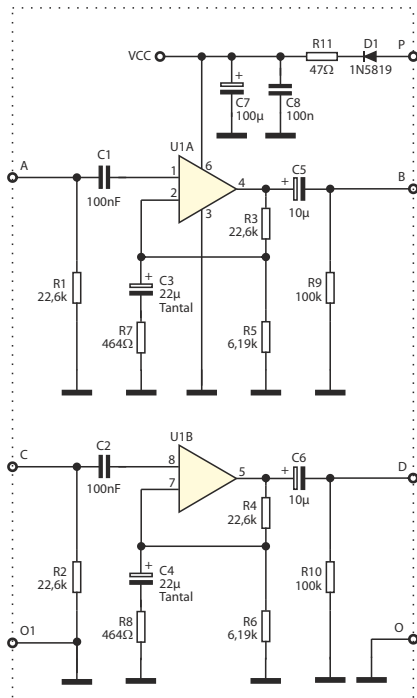 VCC
R11
47Ω
D1
1N5819
P
+
C7
100µ
C8
100n
A
C1
100nF
U1A
1
2
6
3
4
+
C5
10µ
B
R1
22,6k
R3
22,6k
+
C3
22µ
Tantal
R7
464Ω
R5
6,19k
R9
100k
C
C2
100nF
U1B
8
7
5
+
C6
10µ
D
R2
22,6k
R4
22,6k
+
C4
22µ
Tantal
R8
464Ω
R6
6,19k
R10
100k
O1
O